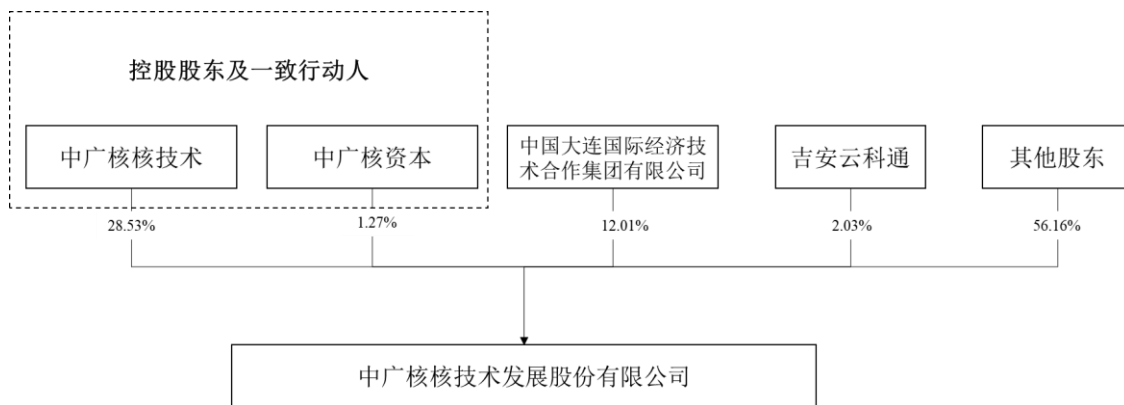 控股股东及一致行动人
中广核核技术
中广核资本
中国大连国际经济技
术合作集团有限公司
吉安云科通
其他股东
28.53%
1.27%
12.01%
2.03%
56.16%
中广核核技术发展股份有限公司